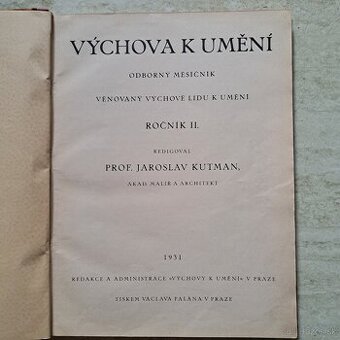 VÝCHOVA K UMĚNÍ
ODBORNÝ MĚSÍČNÍK
VĚNOVANÝ VÝCHOVĚ LIDU K UMĚNÍ
ROČNÍK II.
REDIGOVAL
PROF. JAROSLAV KUTMAN,
AKAD. MALÍŘ A ARCHITEKT
1931
REDAKCE A ADMINISTRACE »VÝCHOVY K UMĚNÍ« V PRAZE
TISKEM VÁCLAVA PALÁNA V PRAZE